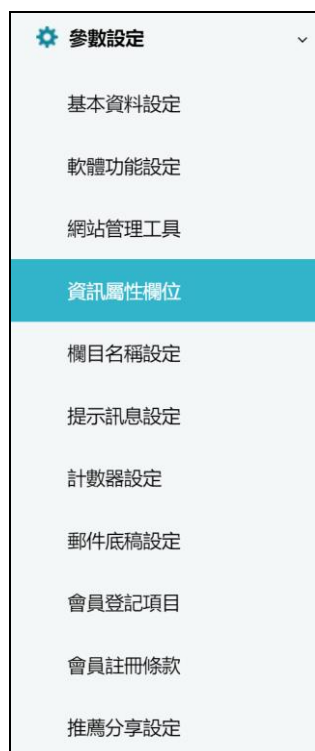 參數設定
基本資料設定
軟體功能設定
網站管理工具
資訊屬性欄位
欄目名稱設定
提示訊息設定
計數器設定
郵件底稿設定
會員登記項目
會員註冊條款
推薦分享設定